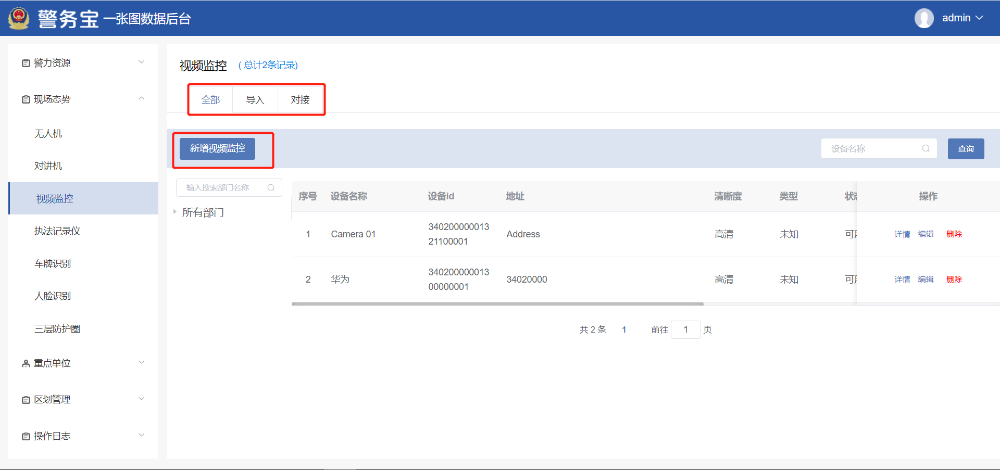 警务宝 一张图数据后台
admin
警力资源
现场态势
无人机
对讲机
视频监控
执法记录仪
车牌识别
人脸识别
三层防护圈
重点单位
区划管理
操作日志
视频监控 ( 总计2条记录)
全部 导入 对接
新增视频监控 设备名称 查询
输入搜索部门名称
所有部门
序号 设备名称 设备id 地址 清晰度 类型 操作
1 Camera 01 340200000013 Address 高清 未知 可 详情 编辑 删除
21100001
2 华为 340200000013 34020000 高清 未知 可 详情 编辑 删除
00000001
共 2 条 1 前往 1 页